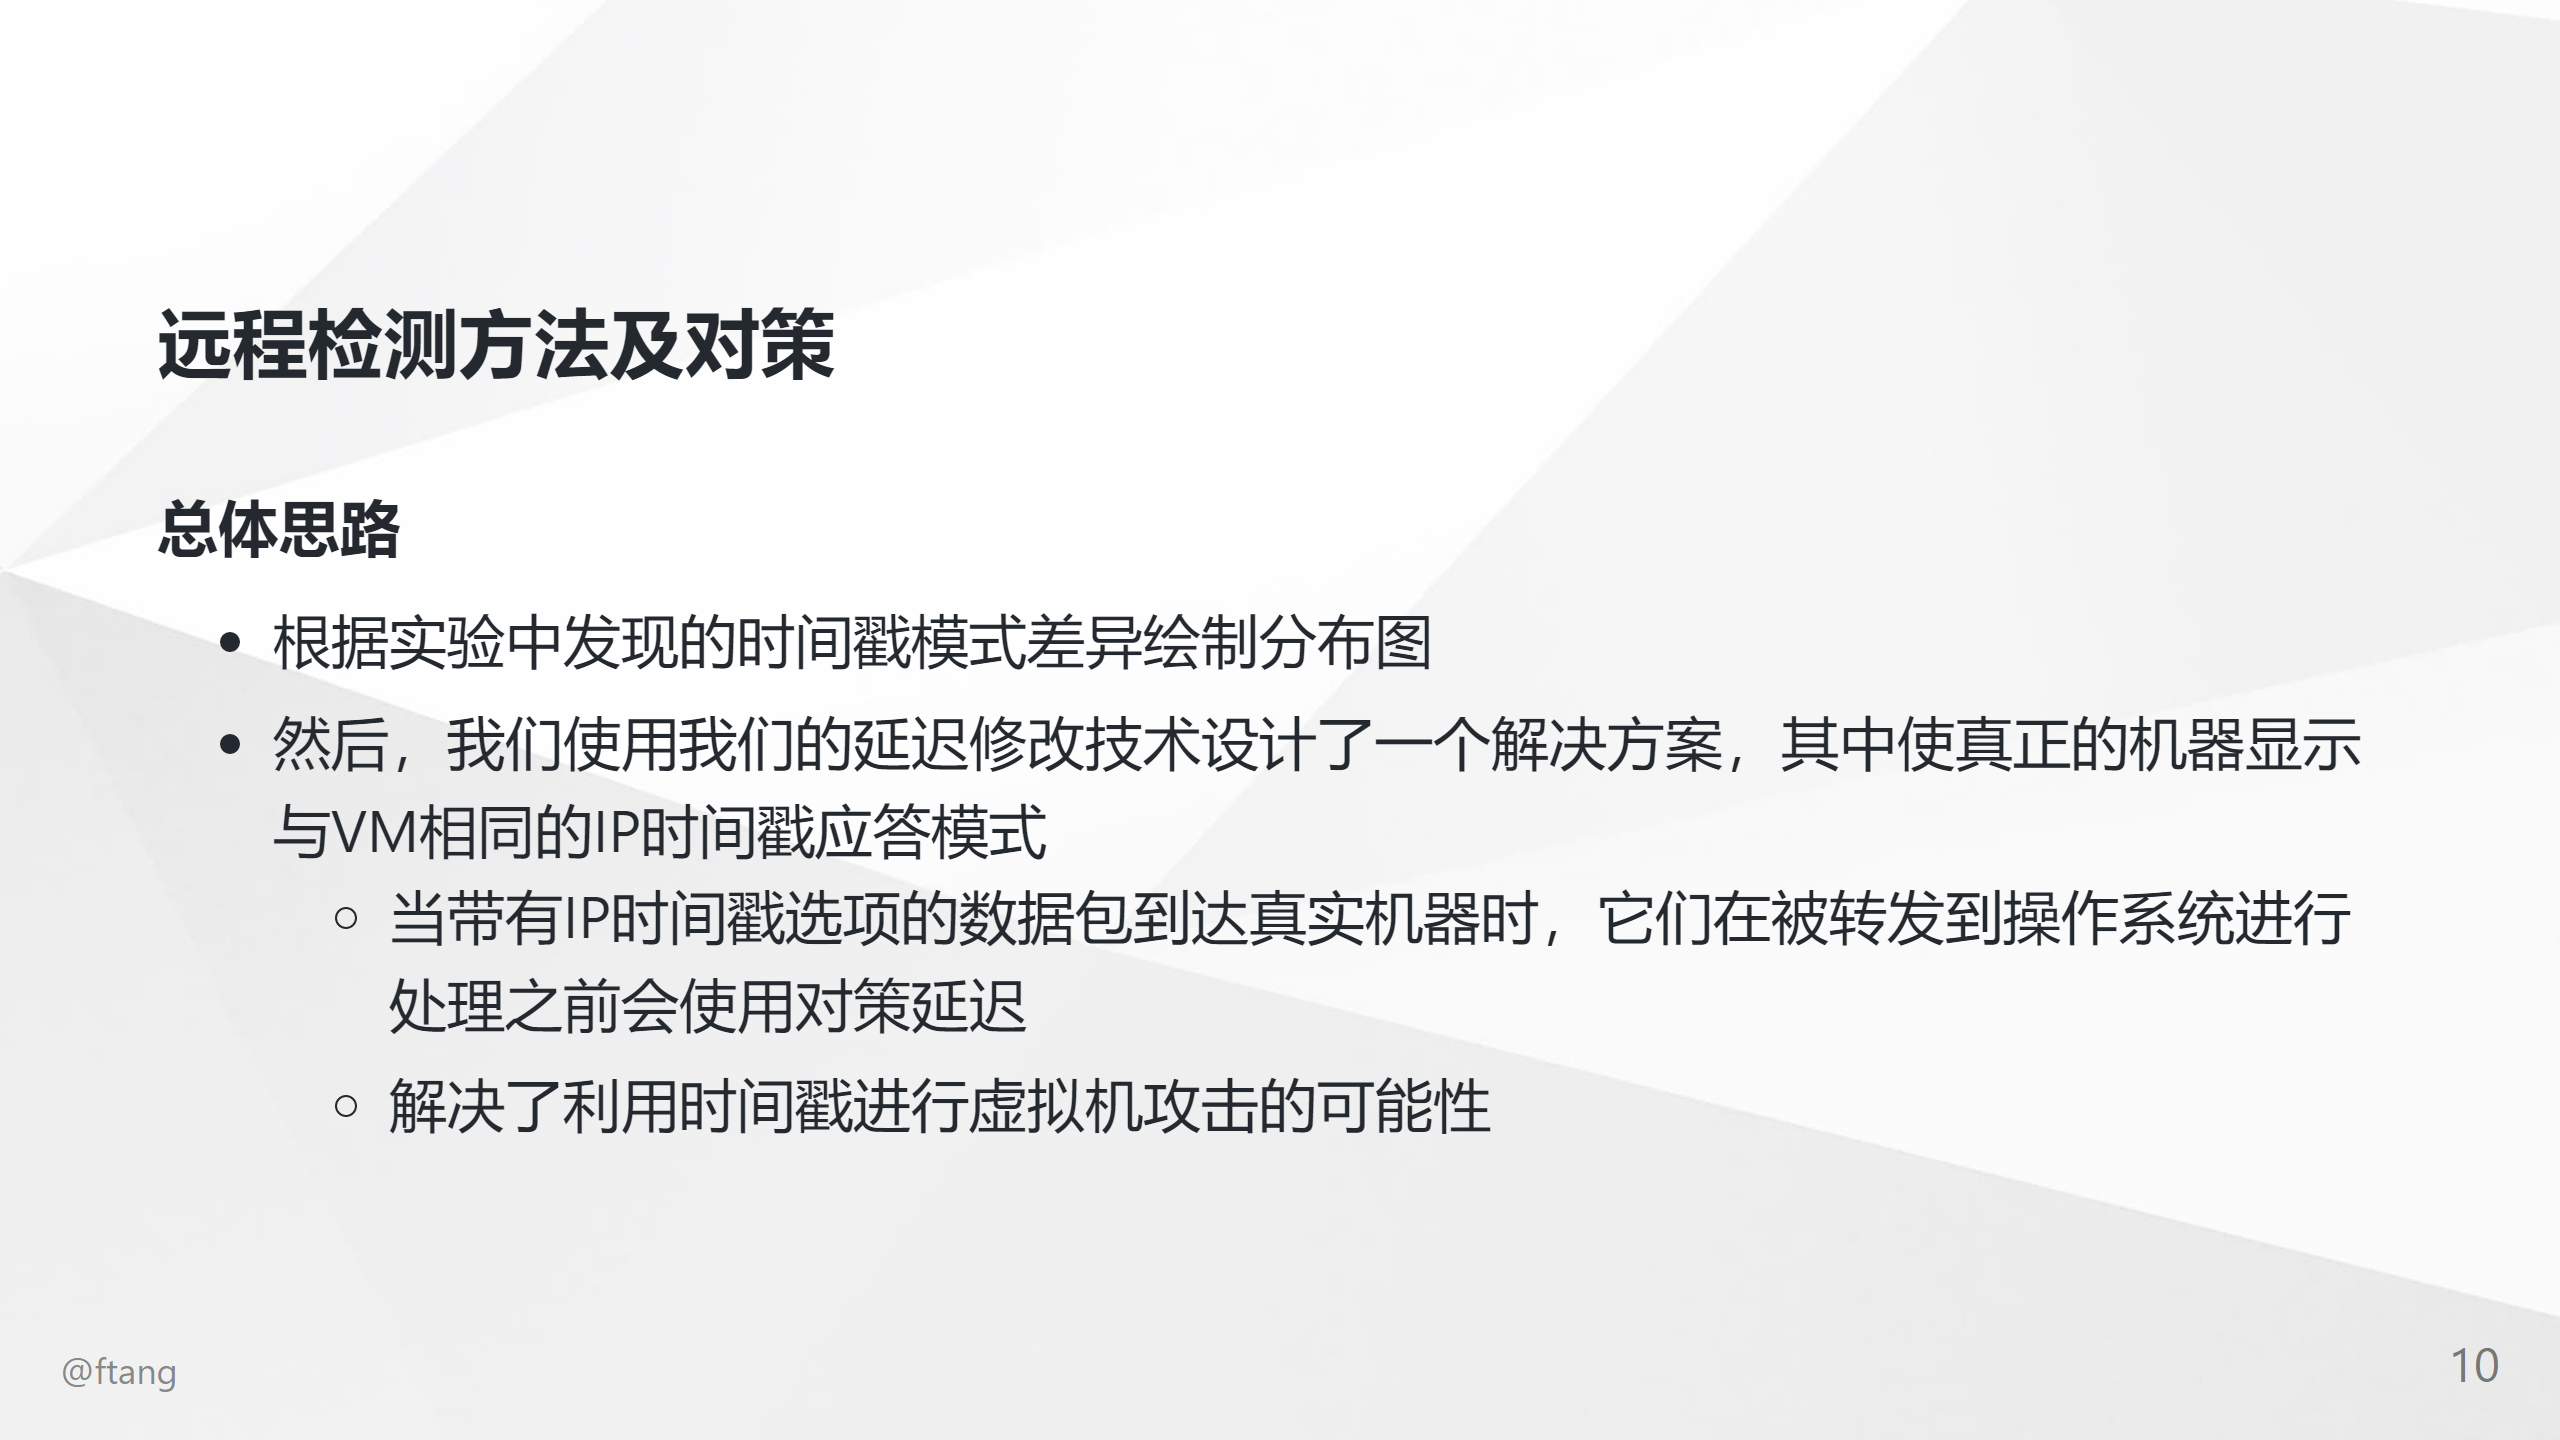 远程检测方法及对策
总体思路
• 根据实验中发现的时间戳模式差异绘制分布图
• 然后，我们使用我们的延迟修改技术设计了一个解决方案，其中使真正的机器显示
与VM相同的IP时间戳应答模式
○ 当带有IP时间戳选项的数据包到达真实机器时，它们在被转发到操作系统进行
处理之前会使用对策延迟
○ 解决了利用时间戳进行虚拟机攻击的可能性
@ftang
10